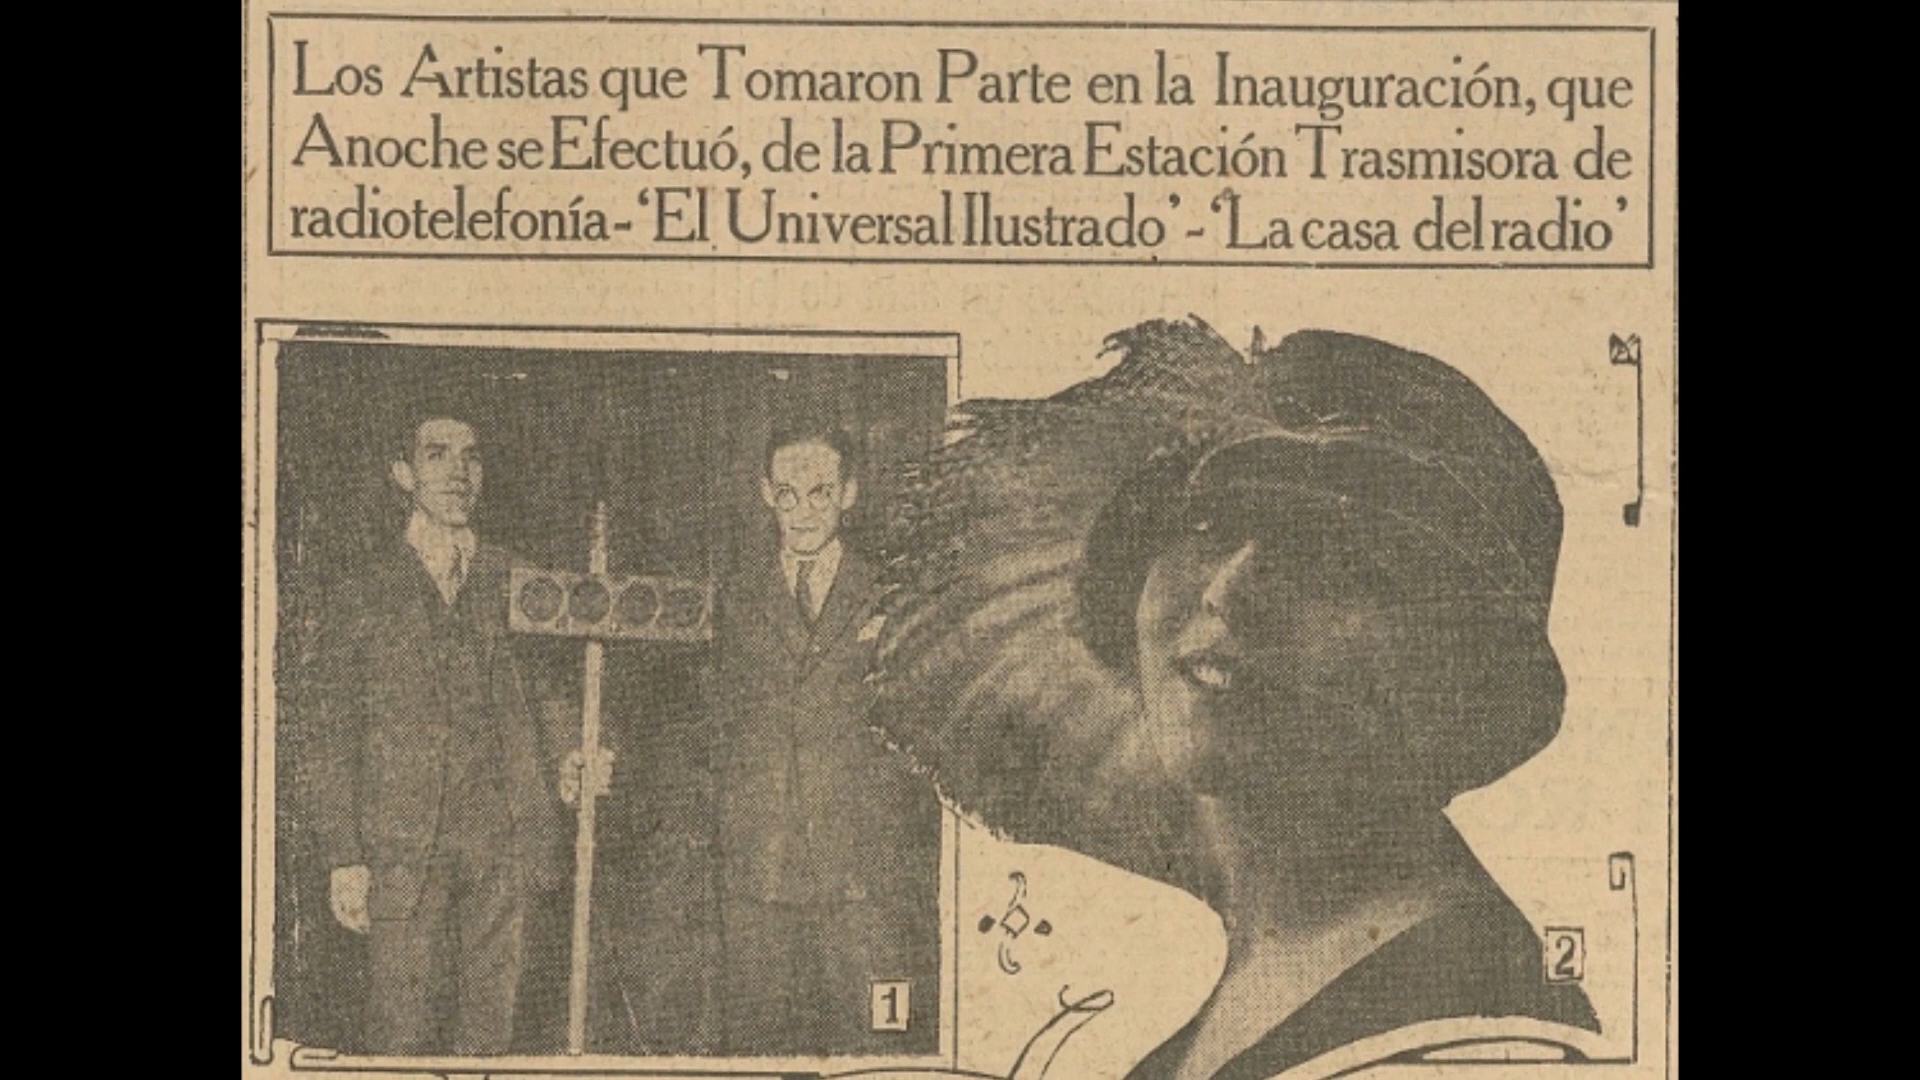 Los Artistas que Tomaron Parte en la Inauguración, que
Anoche se Efectuó, de la Primera Estación Trasmisora de
radiotelefonía-‘El Universal Ilustrado’-‘La casa del radio’
1
2